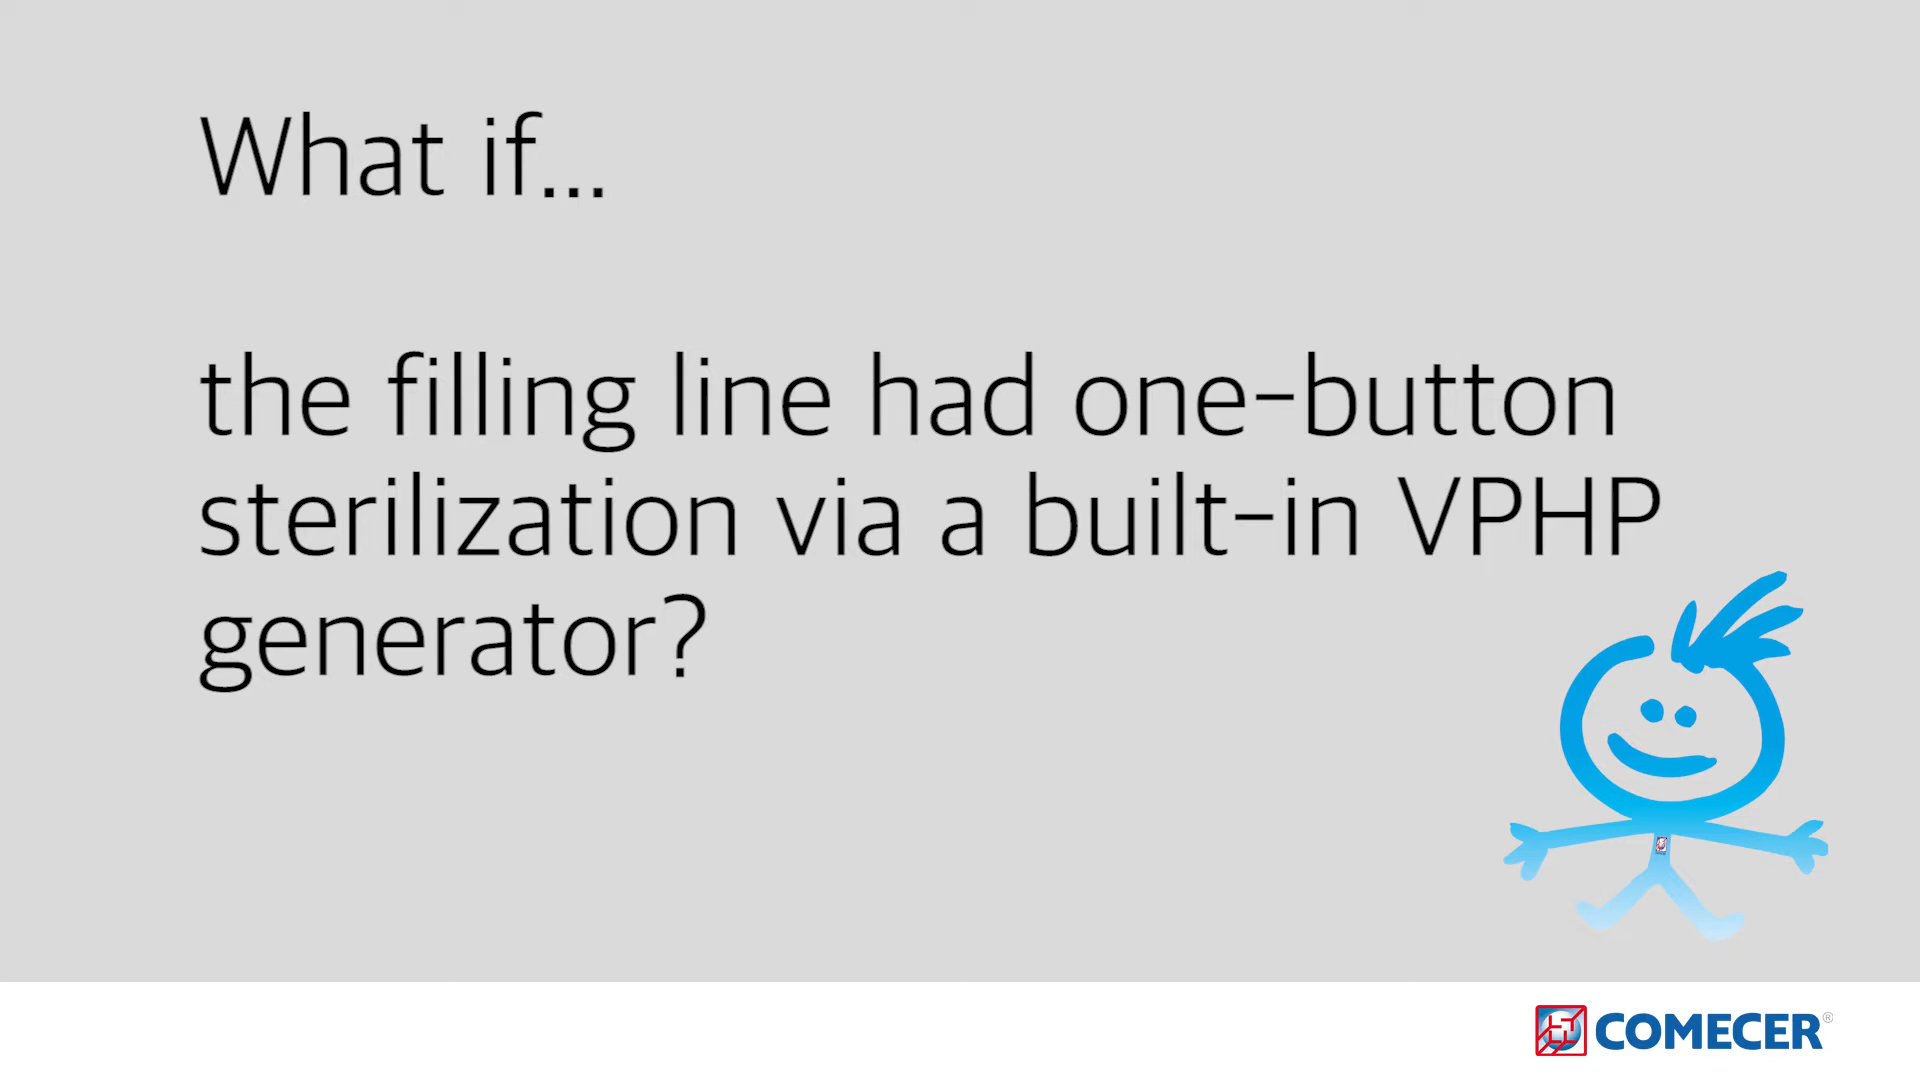 What if...
the filling line had one-button
sterilization via a built-in VPHP
generator?
COMECER®